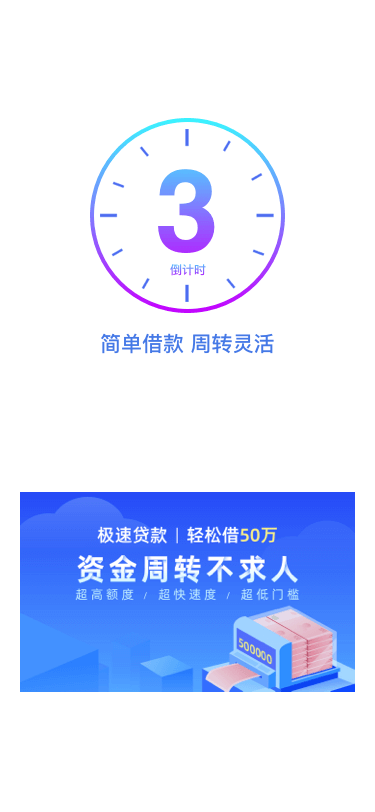 3
倒计时
简单借款 周转灵活
极速贷款｜轻松借50万
资金周转不求人
超高额度 / 超快速度 / 超低门槛
500000